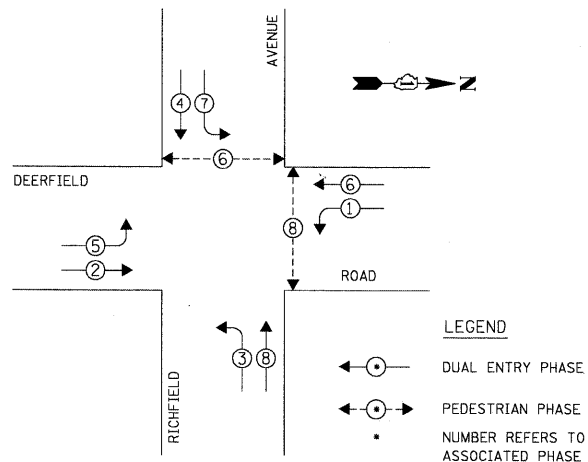 AVENUE
4 7
N
6
DEERFIELD
6
1
8
5
2
ROAD
3 8
RICHFIELD
LEGEND
* DUAL ENTRY PHASE
* PEDESTRIAN PHASE
* NUMBER REFERS TO
ASSOCIATED PHASE